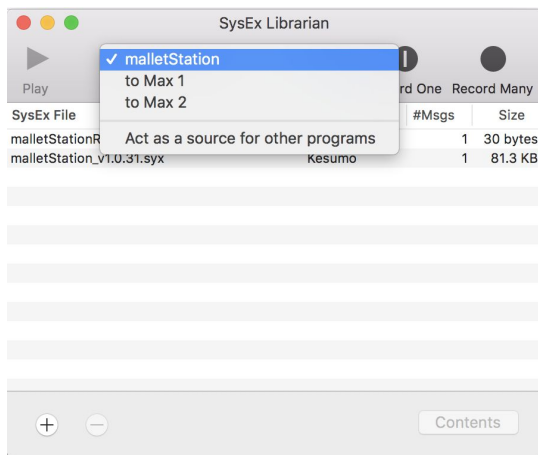 SysEx Librarian
✓ malletStation
to Max 1
to Max 2
Act as a source for other programs
Play
rd One Record Many
SysEx File #Msgs Size
malletStationR 1 30 bytes
malletStation_v1.0.31.syx Kesumo 1 81.3 KB
Contents